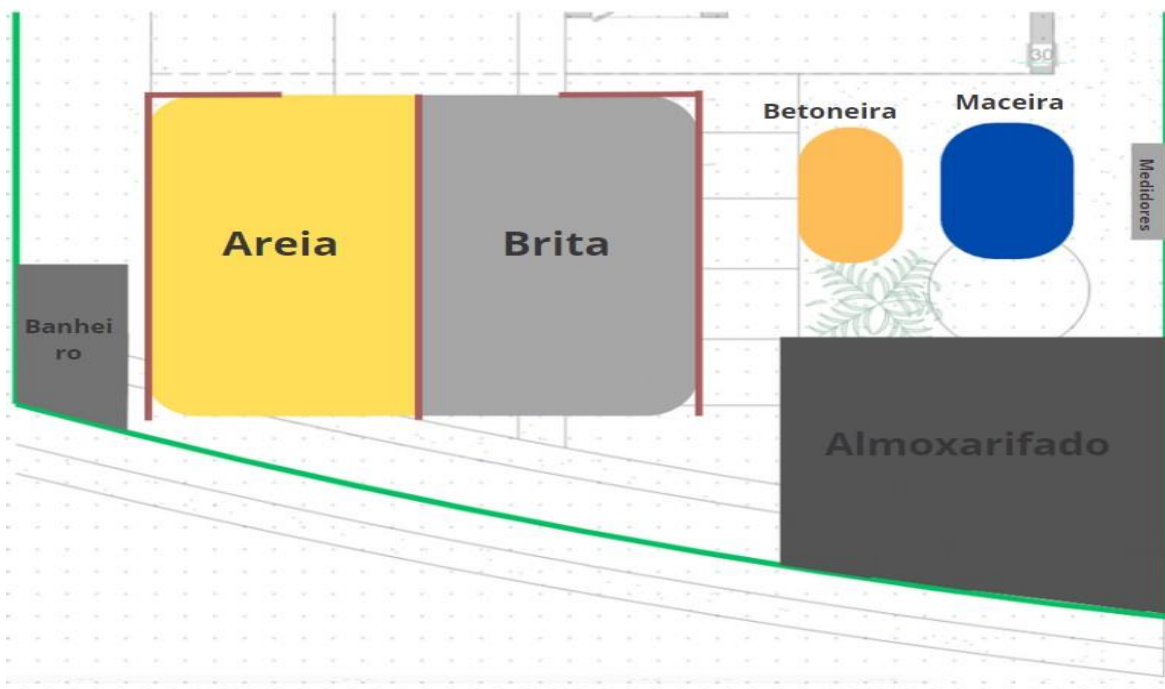 30
Betoneira
Maceira
Medidores
Areia
Brita
Banhei
ro
Almoxarifado